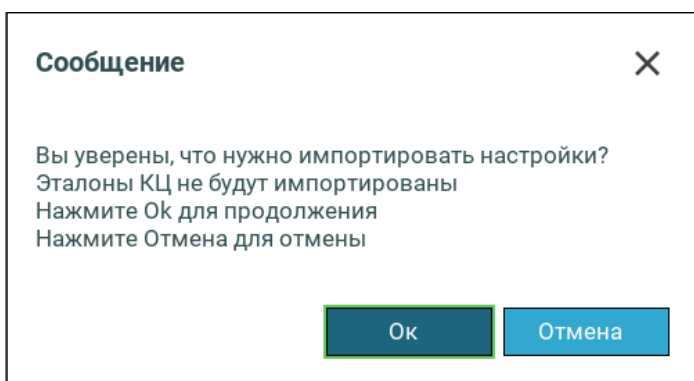 Сообщение
Вы уверены, что нужно импортировать настройки?
Эталоны КЦ не будут импортированы
Нажмите Ok для продолжения
Нажмите Отмена для отмены
Ок
Отмена